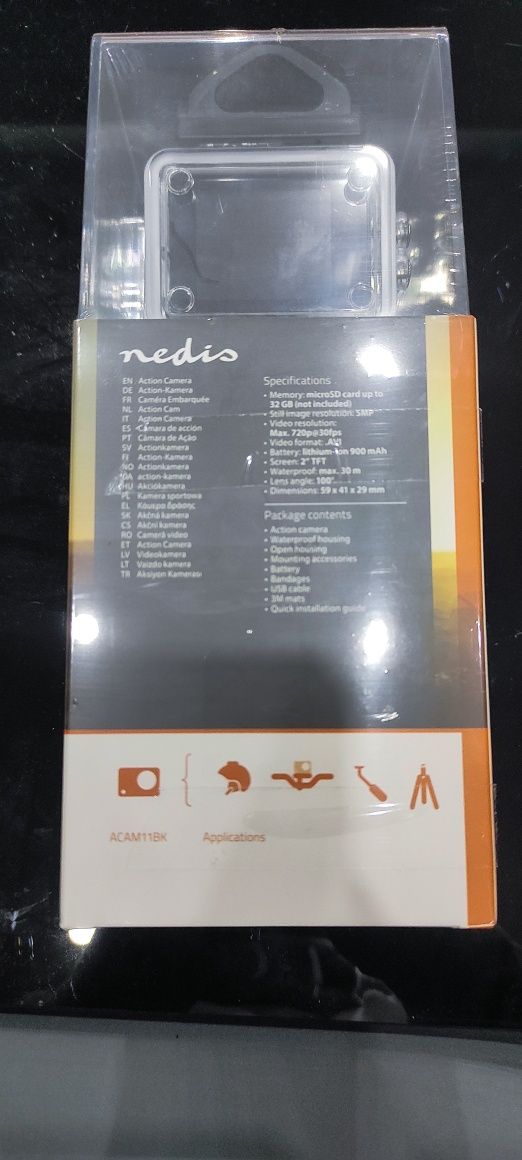 nedis
EN Action Camera
DE Action-Kamera
FR Caméra Embarquée
NL Action Cam
IT Action Camera
ES Cámara de acción
PT Câmara de Ação
SV Actionkamera
FI Action-Kamera
NO Actionkamera
DA action-kamera
HU Akciókamera
PL Kamera sportowa
EL Κάμερα δράσης
SK Akčná kamera
CS Akční kamera
RO Cameră video
ET Action Camera
LV Videokamera
LT Vaizdo kamera
TR Aksiyon Kamerası
Specifications
• Memory: microSD card up to
32 GB (not included)
• Still image resolution: 5MP
• Video resolution:
Max. 720p@30fps
• Video format: .AVI
• Battery: lithium-ion 900 mAh
• Screen: 2" TFT
• Waterproof: max. 30 m
• Lens angle: 100°
• Dimensions: 59 x 41 x 29 mm
Package contents
• Action camera
• Waterproof housing
• Open housing
• Mounting accessories
• Battery
• Bandages
• USB cable
• 3M mats
• Quick installation guide
ACAM11BK
Applications